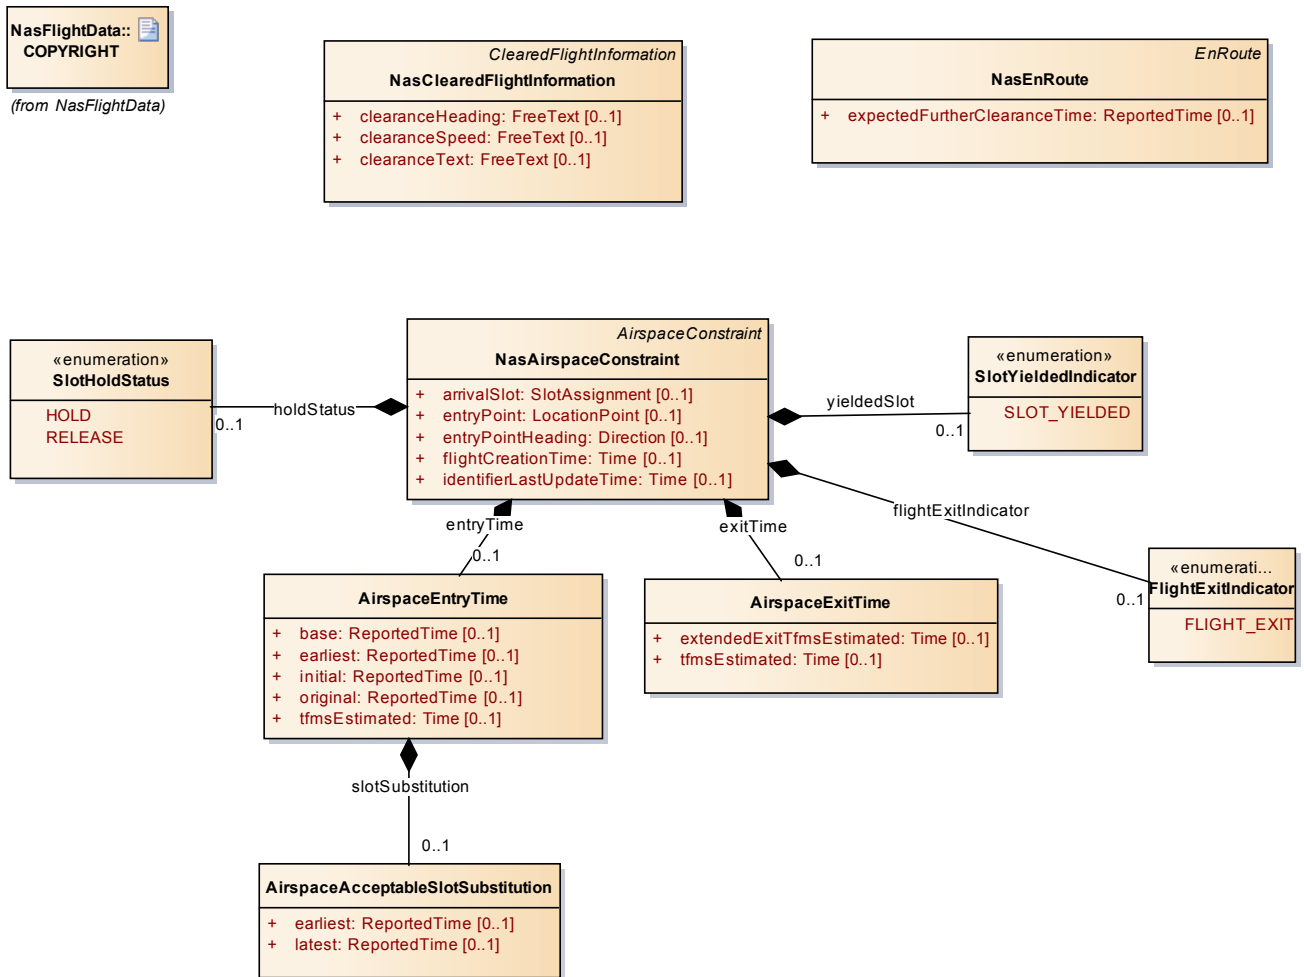 NasFlightData::
COPYRIGHT
(from NasFlightData)
ClearedFlightInformation
NasClearedFlightInformation
+ clearanceHeading: FreeText [0..1]
+ clearanceSpeed: FreeText [0..1]
+ clearanceText: FreeText [0..1]
EnRoute
NasEnRoute
+ expectedFurtherClearanceTime: ReportedTime [0..1]
«enumeration»
SlotHoldStatus
HOLD
RELEASE
holdStatus
0..1
AirspaceConstraint
NasAirspaceConstraint
+ arrivalSlot: SlotAssignment [0..1]
+ entryPoint: LocationPoint [0..1]
+ entryPointHeading: Direction [0..1]
+ flightCreationTime: Time [0..1]
+ identifierLastUpdateTime: Time [0..1]
yieldedSlot
0..1
«enumeration»
SlotYieldedIndicator
SLOT_YIELDED
flightExitIndicator
0..1
«enumerati...
FlightExitIndicator
FLIGHT_EXIT
entryTime
0..1
exitTime
0..1
AirspaceEntryTime
+ base: ReportedTime [0..1]
+ earliest: ReportedTime [0..1]
+ initial: ReportedTime [0..1]
+ original: ReportedTime [0..1]
+ tfmsEstimated: Time [0..1]
AirspaceExitTime
+ extendedExitTfmsEstimated: Time [0..1]
+ tfmsEstimated: Time [0..1]
slotSubstitution
0..1
AirspaceAcceptableSlotSubstitution
+ earliest: ReportedTime [0..1]
+ latest: ReportedTime [0..1]